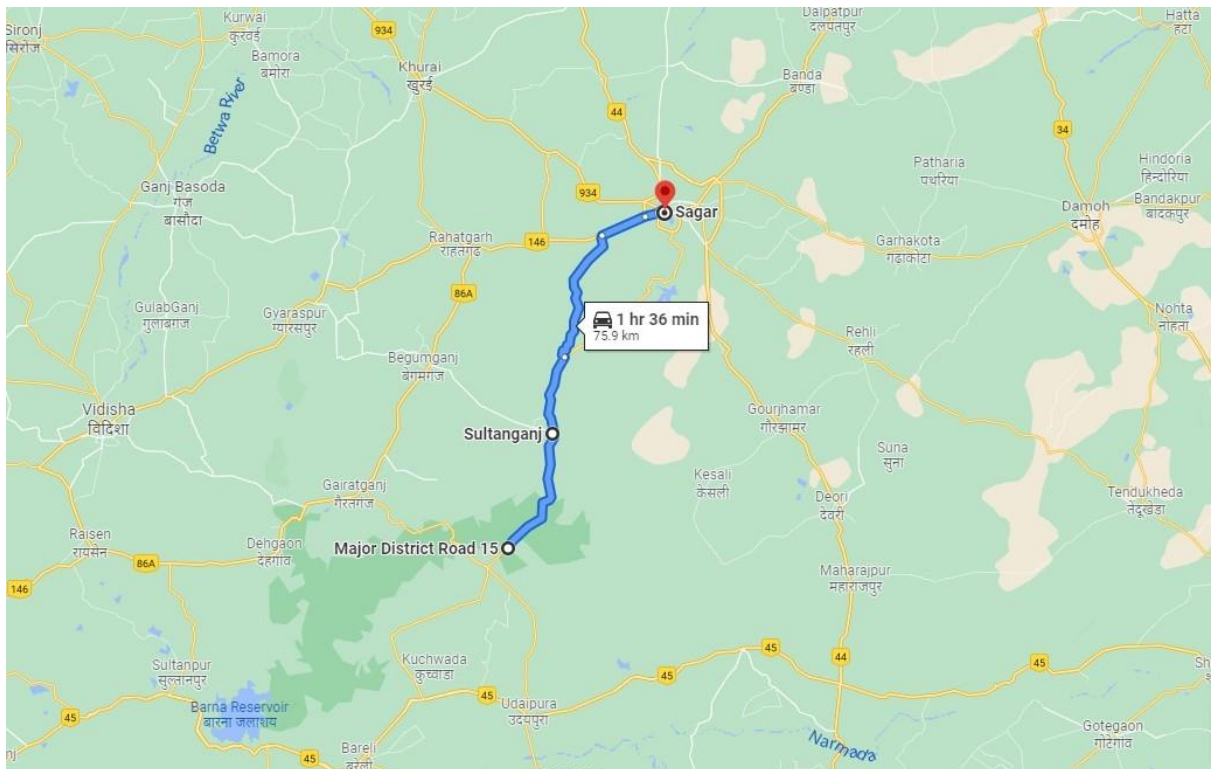 Sironj
सिरोंज
Kurwai
कुरवई
Bamora
बमोरा
934
Khurai
खुरई
Dalpatpur
दलपतपुर
Hatta
हटा
Betwa River
44
Banda
बण्डा
34
Ganj Basoda
गंज
बासौदा
934
Sagar
Patharia
पथरिया
Hindoria
हिन्दोरिया
Bandakpur
बांदकपुर
Damoh
दमोह
Rahatgarh
राहतगढ़
146
Garhakota
गढ़ाकोटा
86A
GulabGanj
गुलाबगंज
Gyaraspur
ग्यारसपुर
1 hr 36 min
75.9 km
Nohta
नोहता
Rehli
रहली
Begumganj
बेगमगंज
Vidisha
विदिशा
Sultanganj
Gourjhamar
गौरझामर
Suna
सुना
Kesali
केसली
Gairatganj
गैरतगंज
Deori
देवरी
Tendukheda
तेंदूखेड़ा
Raisen
रायसेन
Dehgaon
देहगांव
86A
Major District Road 15
146
Maharajpur
महाराजपुर
Sultanpur
सुल्तानपुर
Kuchwada
कुच्वाडा
45
45
44
45
45
45
Barna Reservoir
बारना जलाशय
Udaipura
उदयपुरा
45
Bareli
बरेली
Narmada
Gotegaon
गोटेगांव